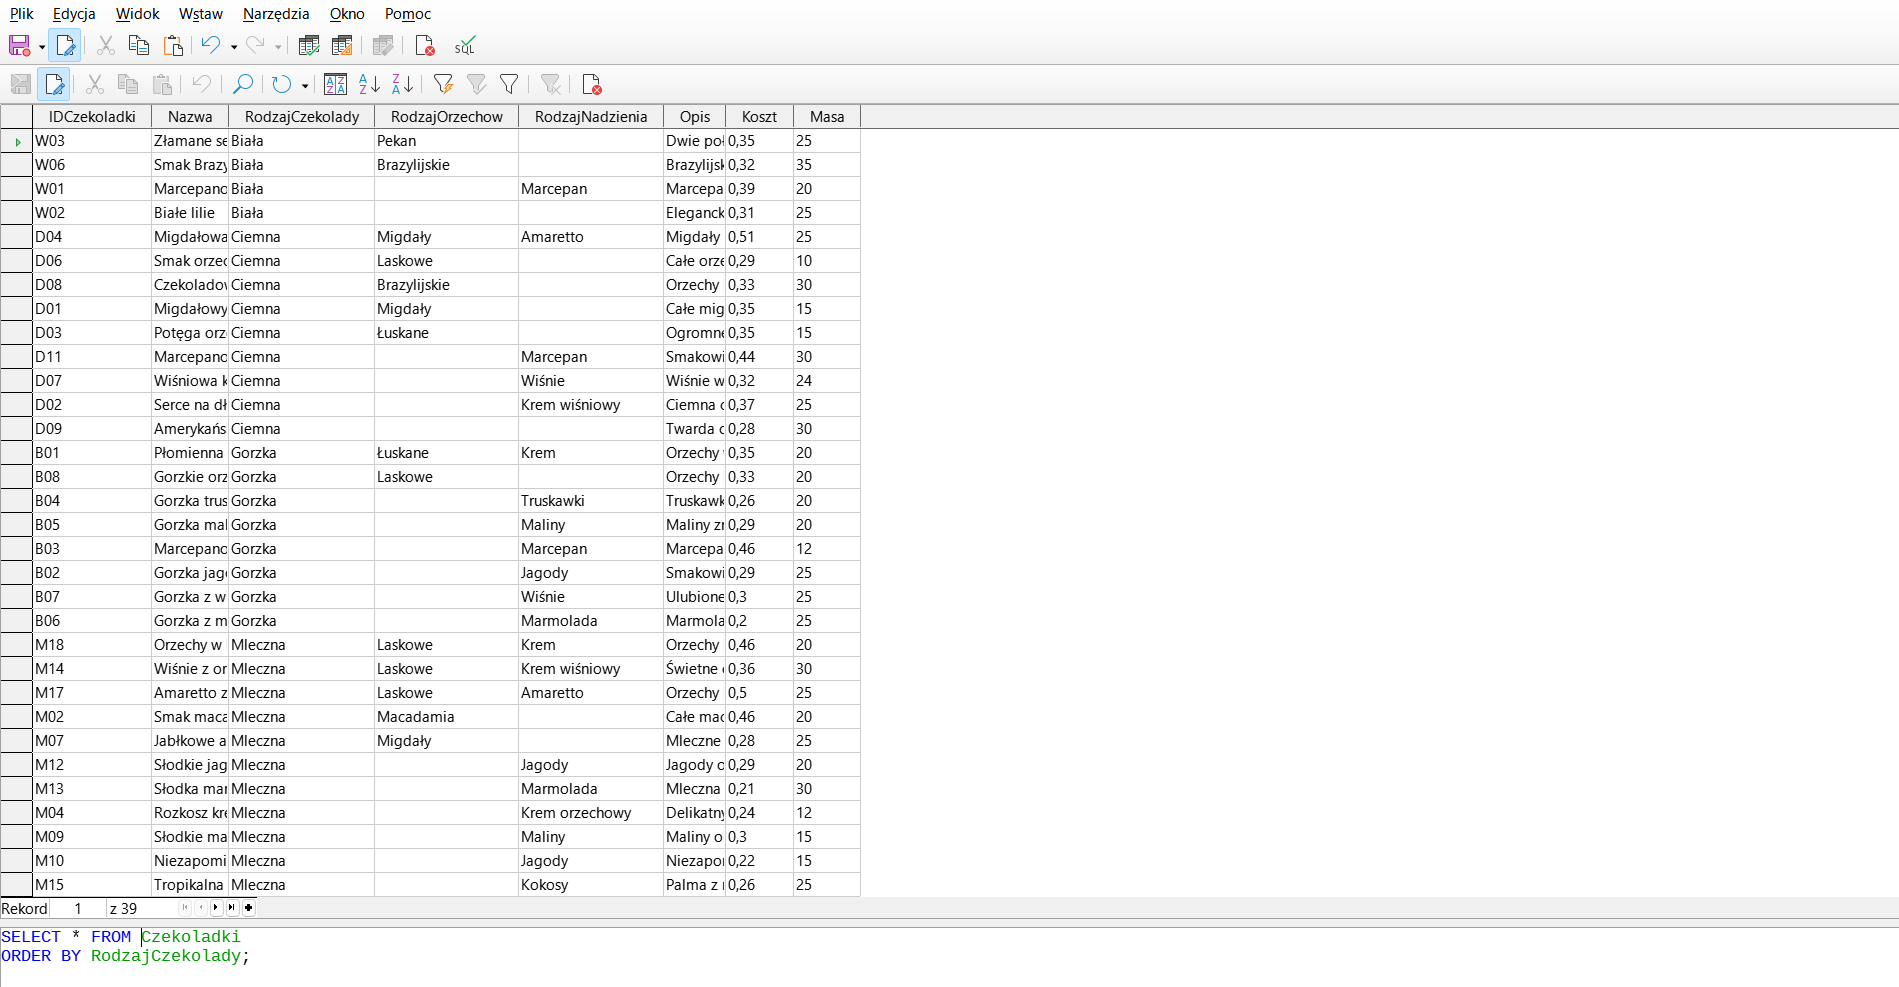 Plik Edycja Widok Wstaw Narzędzia Okno Pomoc
SQL
IDCzekoladki Nazwa RodzajCzekolady RodzajOrzechow RodzajNadzienia Opis Koszt Masa
W03 Złamane se Biała Pekan Dwie poł 0,35 25
W06 Smak Brazy Biała Brazylijskie Brazylijsk 0,32 35
W01 Marcepano Biała Marcepan Marcepa 0,39 20
W02 Białe lilie Biała Eleganck 0,31 25
D04 Migdałowa Ciemna Migdały Amaretto Migdały 0,51 25
D06 Smak orzec Ciemna Laskowe Całe orze 0,29 10
D08 Czekoladow Ciemna Brazylijskie Orzechy 0,33 30
D01 Migdałowy Ciemna Migdały Całe mig 0,35 15
D03 Potęga orz Ciemna Łuskane Ogromne 0,35 15
D11 Marcepano Ciemna Marcepan Smakowi 0,44 30
D07 Wiśniowa k Ciemna Wiśnie Wiśnie w 0,32 24
D02 Serce na dł Ciemna Krem wiśniowy Ciemna c 0,37 25
D09 Amerykańs Ciemna Twarda c 0,28 30
B01 Płomienna Gorzka Łuskane Krem Orzechy 0,35 20
B08 Gorzkie orz Gorzka Laskowe Orzechy 0,33 20
B04 Gorzka trus Gorzka Truskawki Truskawk 0,26 20
B05 Gorzka mal Gorzka Maliny Maliny zr 0,29 20
B03 Marcepano Gorzka Marcepan Marcepa 0,46 12
B02 Gorzka jago Gorzka Jagody Smakowi 0,29 25
B07 Gorzka z w Gorzka Wiśnie Ulubione 0,3 25
B06 Gorzka z m Gorzka Marmolada Marmola 0,2 25
M18 Orzechy w Mleczna Laskowe Krem Orzechy 0,46 20
M14 Wiśnie z or Mleczna Laskowe Krem wiśniowy Świetne 0,36 30
M17 Amaretto z Mleczna Laskowe Amaretto Orzechy 0,5 25
M02 Smak maca Mleczna Macadamia Całe mac 0,46 20
M07 Jabłkowe a Mleczna Migdały Mleczne 0,28 25
M12 Słodkie jag Mleczna Jagody Jagody o 0,29 20
M13 Słodka mar Mleczna Marmolada Mleczna 0,21 30
M04 Rozkosz kre Mleczna Krem orzechowy Delikatny 0,24 12
M09 Słodkie ma Mleczna Maliny Maliny o 0,3 15
M10 Niezapomi Mleczna Jagody Niezapor 0,22 15
M15 Tropikalna Mleczna Kokosy Palma z 0,26 25
Rekord 1 z 39
SELECT * FROM Czekoladki
ORDER BY RodzajCzekolady;